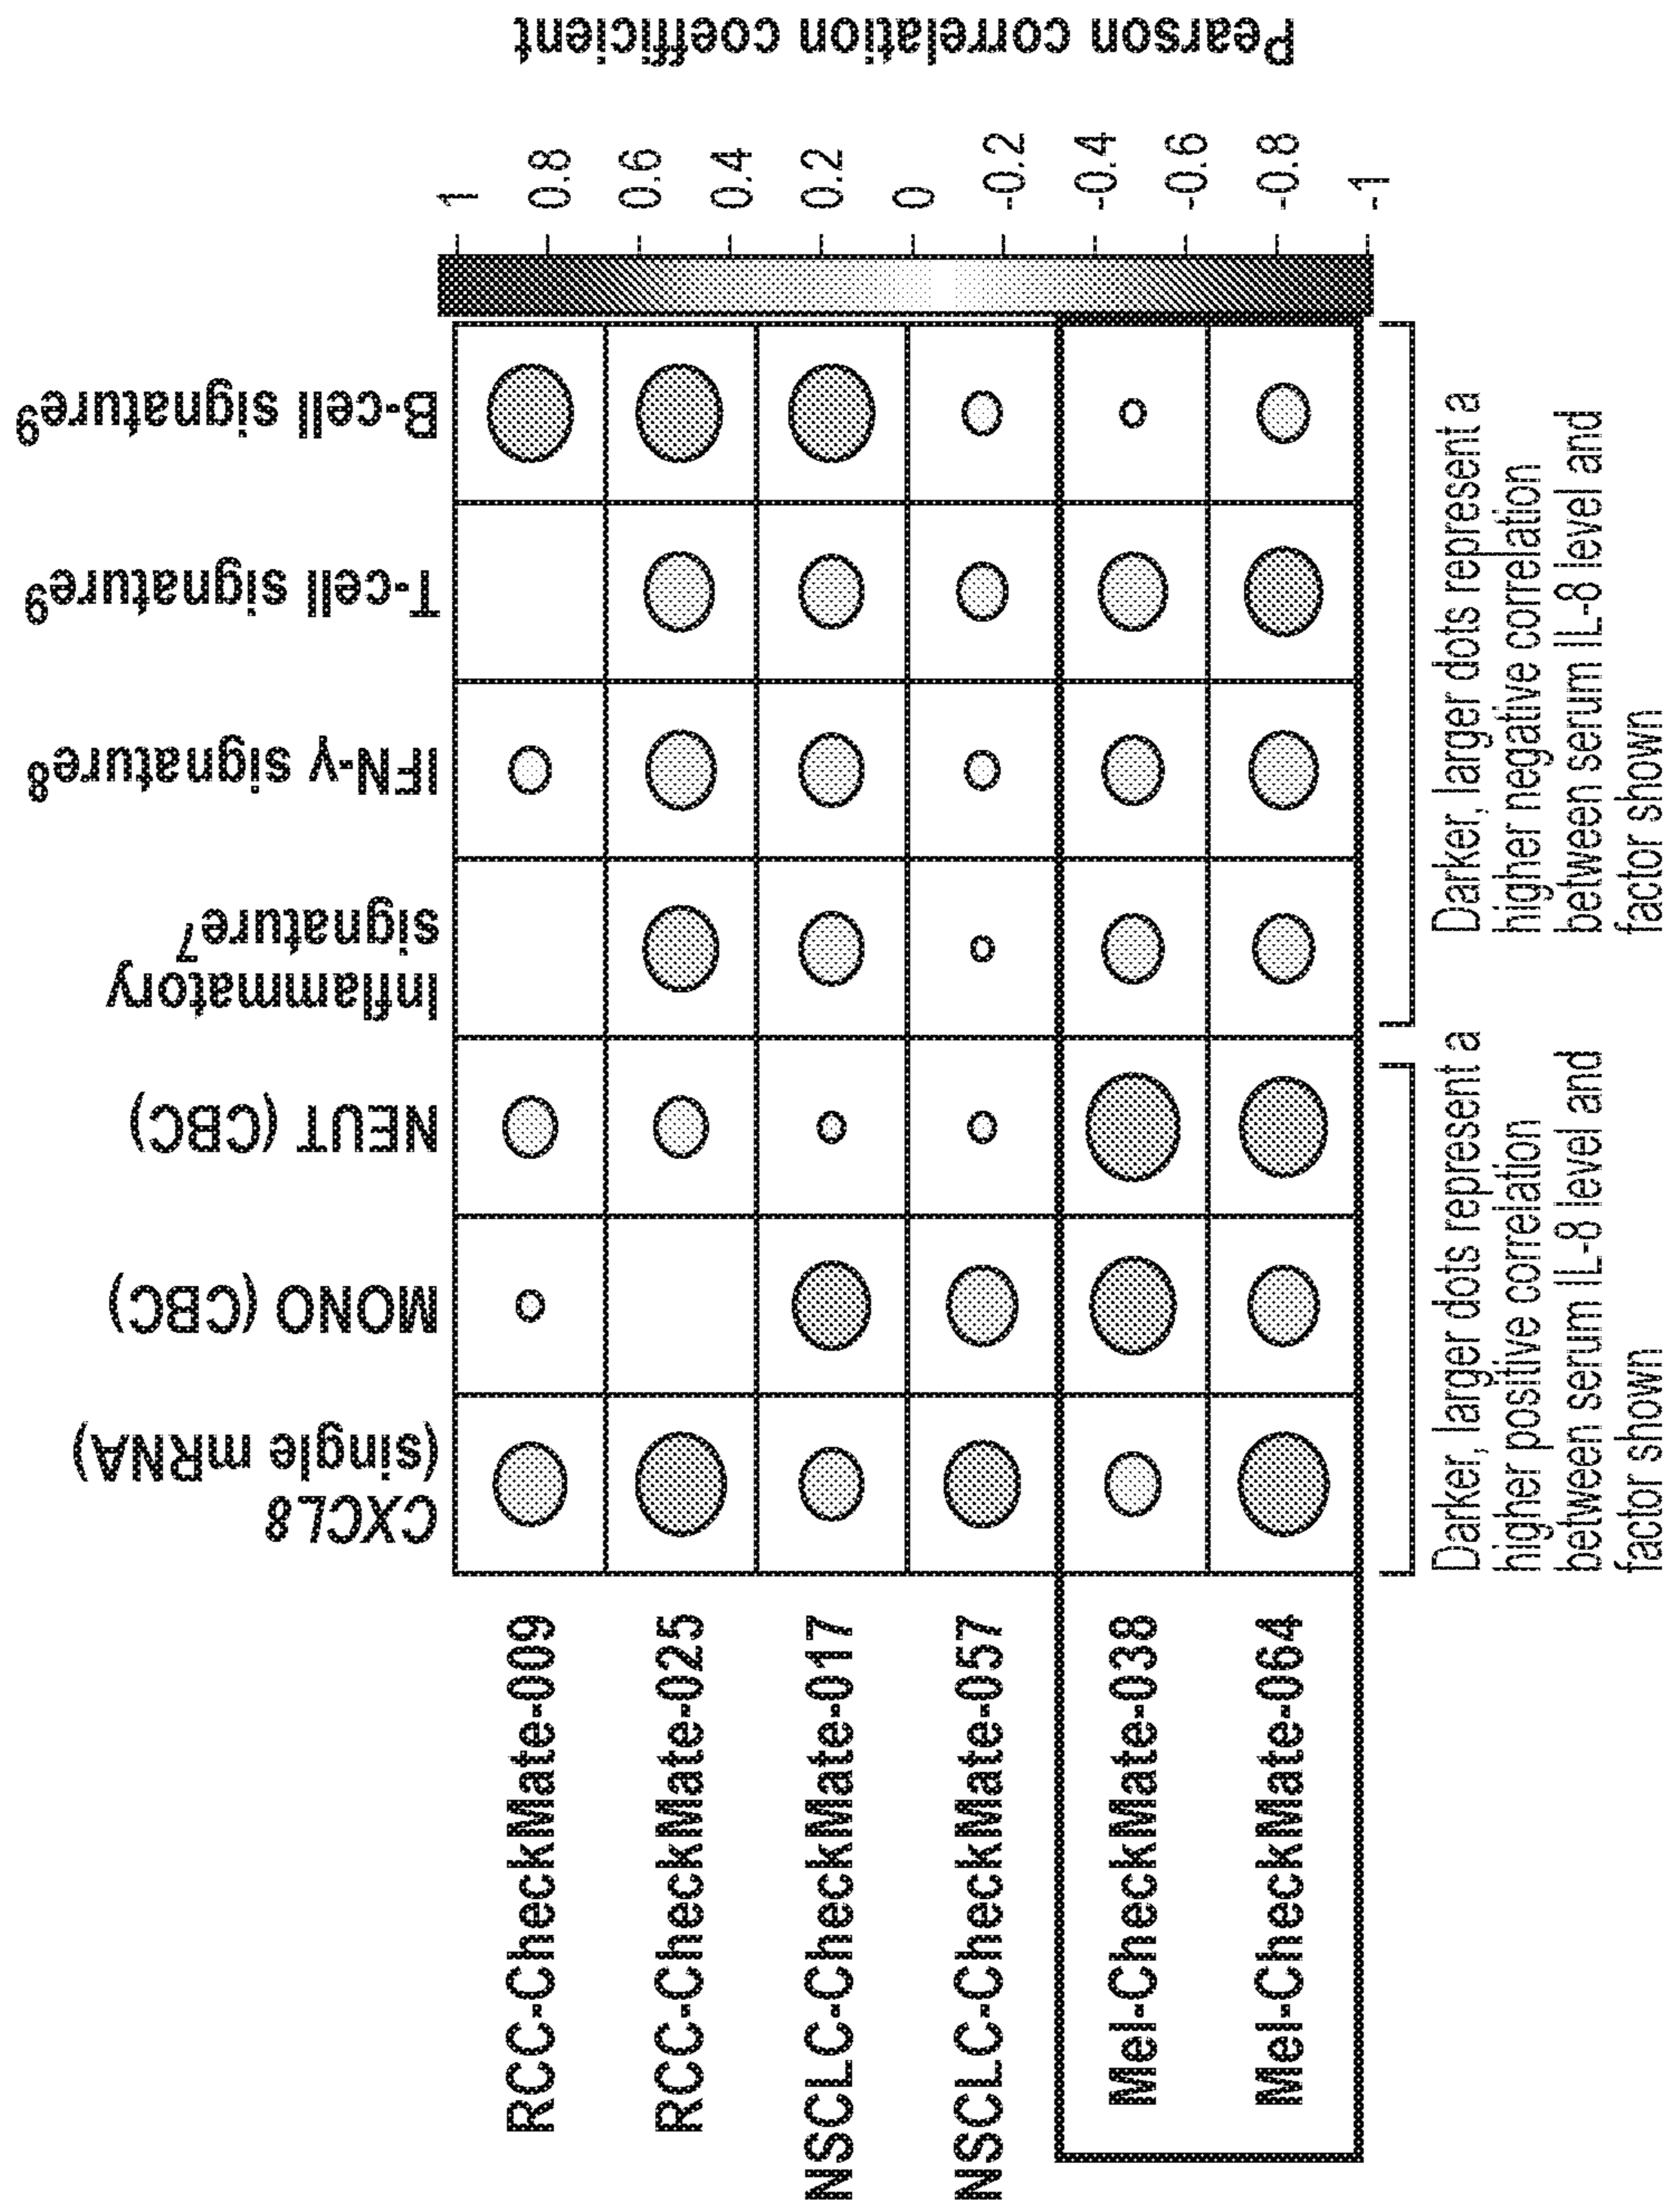 CXCL8
(single mRNA)
MONO (CBC)
NEUT (CBC)
Inflammatory
signature7
IFN-γ signature8
T-cell signature9
B-cell signature9
RCC-CheckMate-009
RCC-CheckMate-025
NSCLC-CheckMate-017
NSCLC-CheckMate-057
Mel-CheckMate-038
Mel-CheckMate-064
1
0.8
0.6
0.4
0.2
0
-0.2
-0.4
-0.6
-0.8
-1
Pearson correlation coefficient
Darker, larger dots represent a
higher positive correlation
between serum IL-8 level and
factor shown
Darker, larger dots represent a
higher negative correlation
between serum IL-8 level and
factor shown